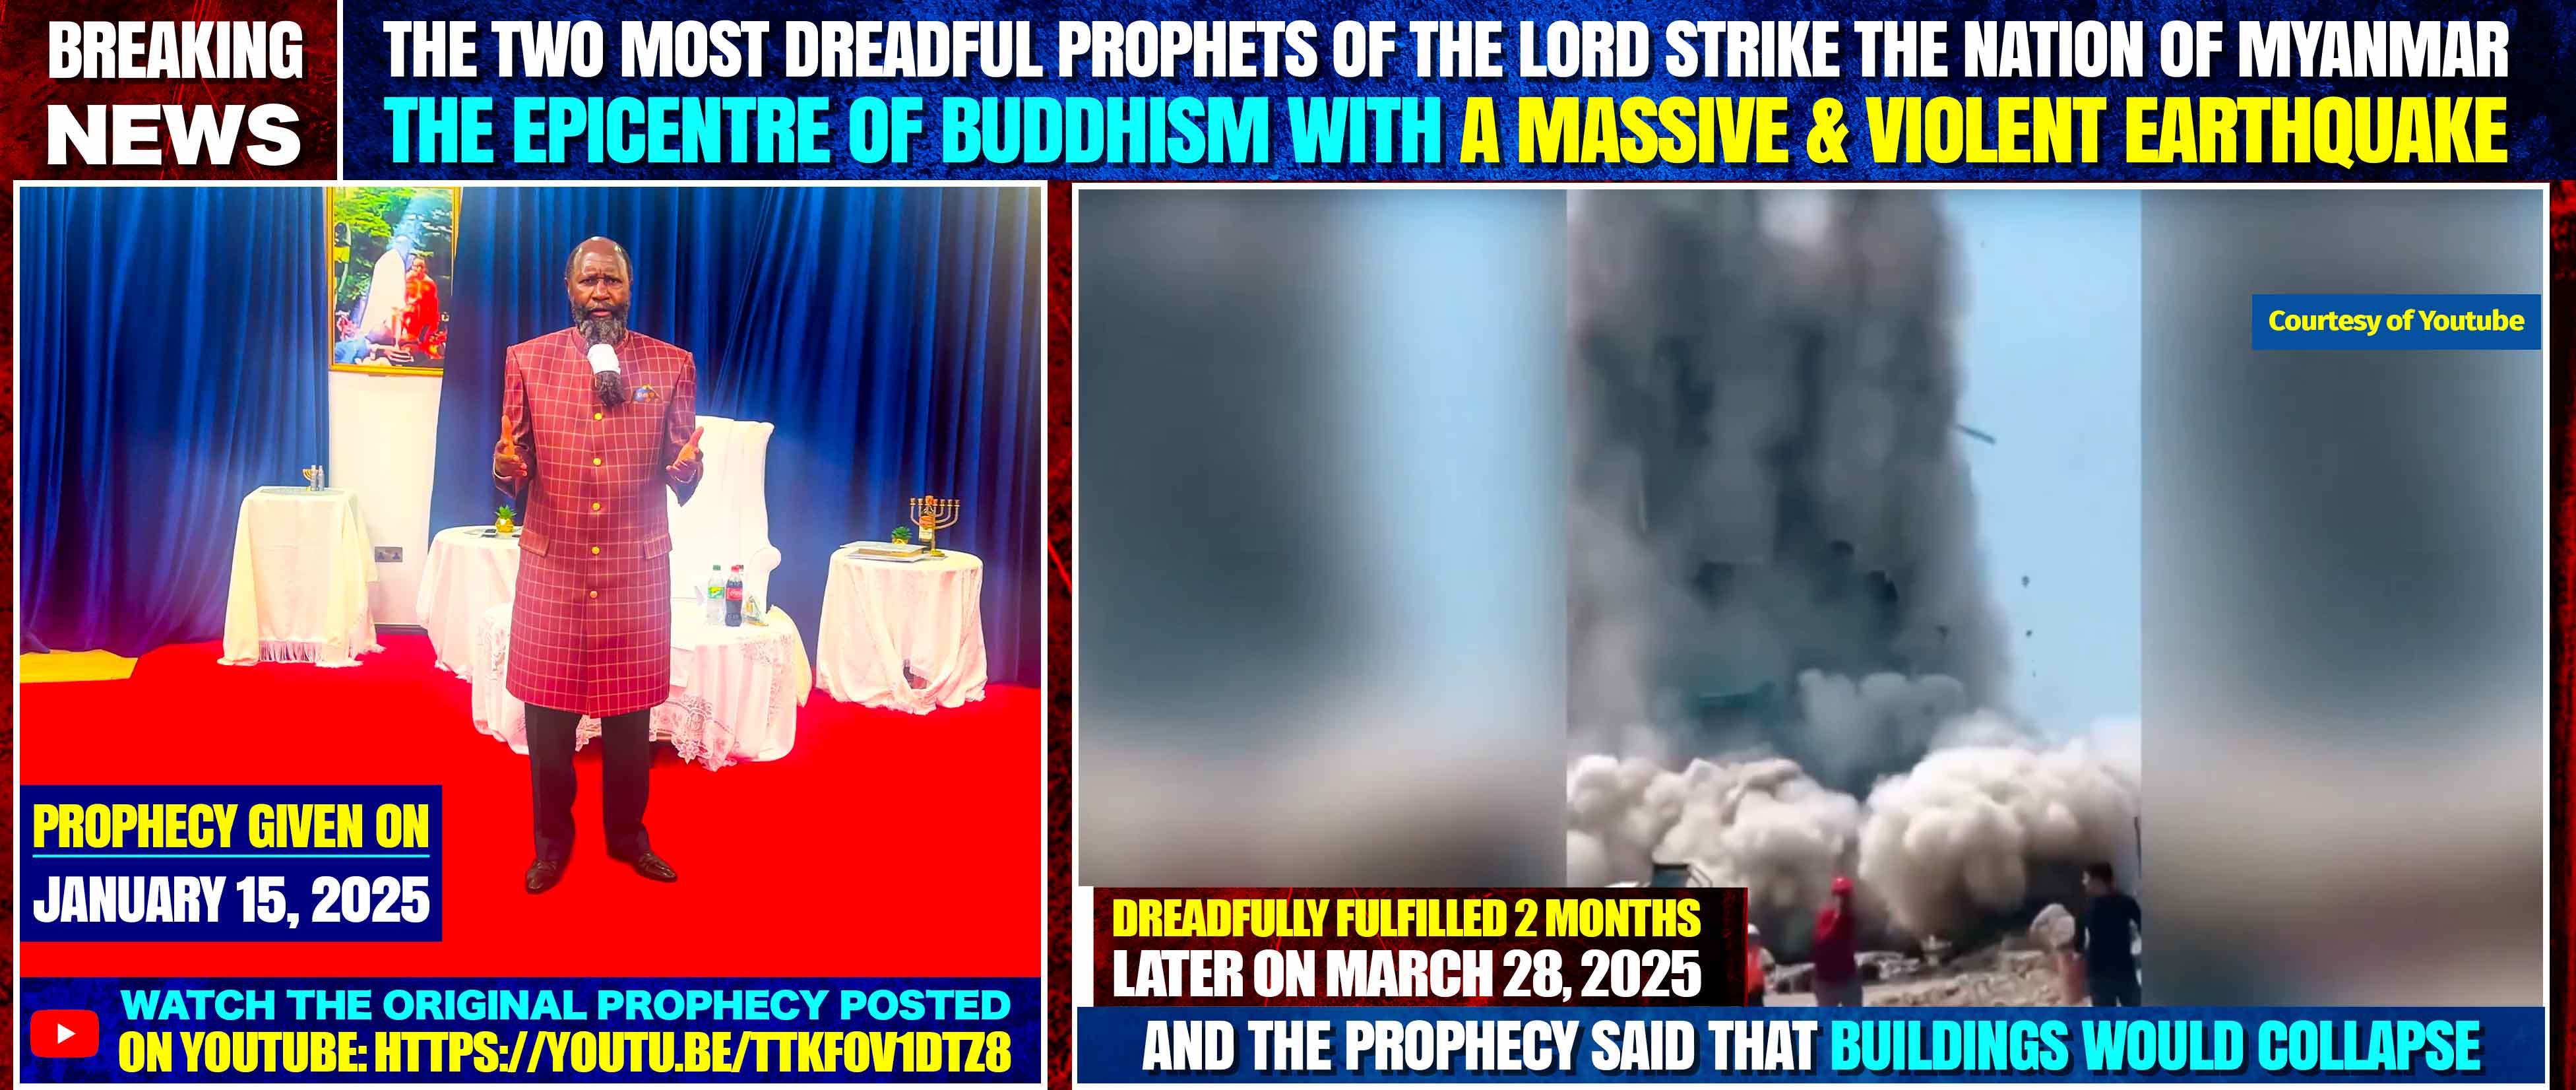 BREAKING
NEWS
THE TWO MOST DREADFUL PROPHETS OF THE LORD STRIKE THE NATION OF MYANMAR
THE EPICENTRE OF BUDDHISM WITH A MASSIVE & VIOLENT EARTHQUAKE
PROPHECY GIVEN ON
JANUARY 15, 2025
WATCH THE ORIGINAL PROPHECY POSTED
ON YOUTUBE: HTTPS://YOUTU.BE/TTKFOV1DTZ8
Courtesy of Youtube
DREADFULLY FULFILLED 2 MONTHS
LATER ON MARCH 28, 2025
AND THE PROPHECY SAID THAT BUILDINGS WOULD COLLAPSE